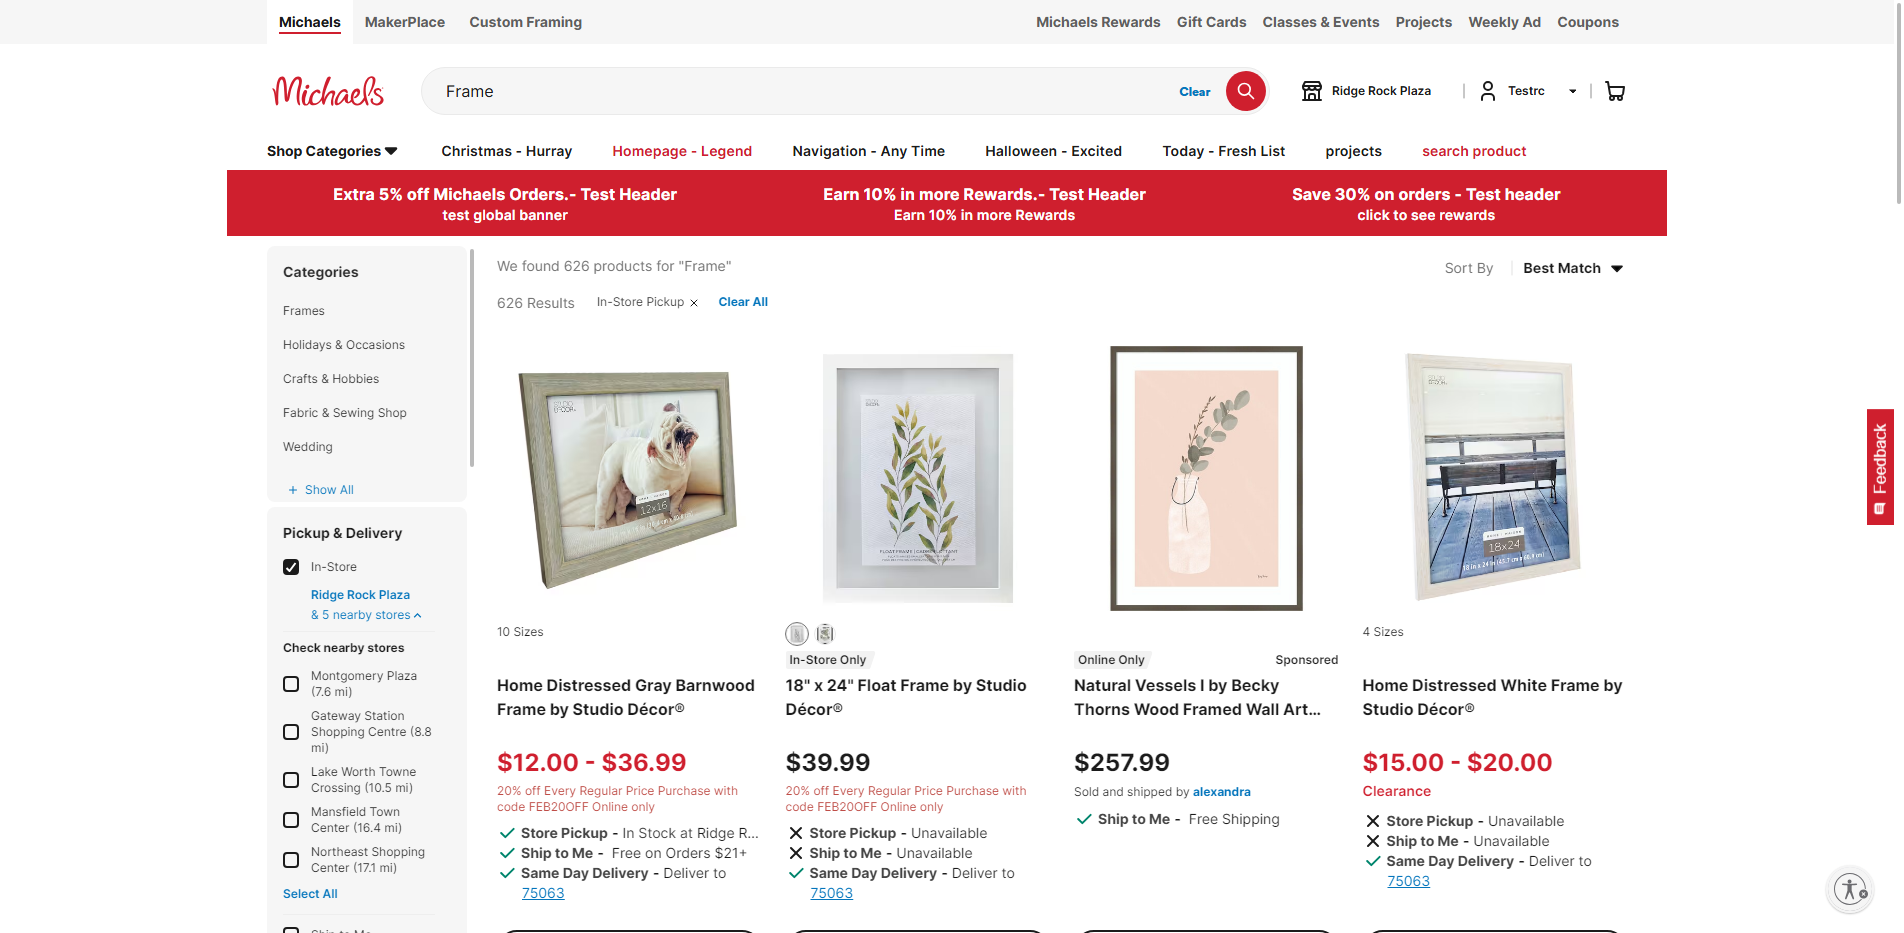 Michaels
MakerPlace
Custom Framing
Michaels Rewards
Gift Cards
Classes & Events
Projects
Weekly Ad
Coupons
Michaels
Frame
Clear
Ridge Rock Plaza
Testrc
Shop Categories
Christmas - Hurray
Homepage - Legend
Navigation - Any Time
Halloween - Excited
Today - Fresh List
projects
search product
Extra 5% off Michaels Orders.- Test Header
test global banner
Earn 10% in more Rewards.- Test Header
Earn 10% in more Rewards
Save 30% on orders - Test header
click to see rewards
Categories
Frames
Holidays & Occasions
Crafts & Hobbies
Fabric & Sewing Shop
Wedding
+ Show All
Pickup & Delivery
In-Store
Ridge Rock Plaza
& 5 nearby stores
Check nearby stores
Montgomery Plaza
(7.6 mi)
Gateway Station
Shopping Centre (8.8
mi)
Lake Worth Towne
Crossing (10.5 mi)
Mansfield Town
Center (16.4 mi)
Northeast Shopping
Center (17.1 mi)
Select All
Ship to Me
We found 626 products for "Frame"
Sort By
Best Match
626 Results
In-Store Pickup
Clear All
12x16
10 Sizes
Home Distressed Gray Barnwood
Frame by Studio Décor®
$12.00 - $36.99
20% off Every Regular Price Purchase with
code FEB20OFF Online only
Store Pickup - In Stock at Ridge R...
Ship to Me - Free on Orders $21+
Same Day Delivery - Deliver to
75063
In-Store Only
18" x 24" Float Frame by Studio
Décor®
$39.99
20% off Every Regular Price Purchase with
code FEB20OFF Online only
Store Pickup - Unavailable
Ship to Me - Unavailable
Same Day Delivery - Deliver to
75063
Online Only
Sponsored
Natural Vessels I by Becky
Thorns Wood Framed Wall Art...
$257.99
Sold and shipped by alexandra
Ship to Me - Free Shipping
18x24
4 Sizes
Home Distressed White Frame by
Studio Décor®
$15.00 - $20.00
Clearance
Store Pickup - Unavailable
Ship to Me - Unavailable
Same Day Delivery - Deliver to
75063
Feedback